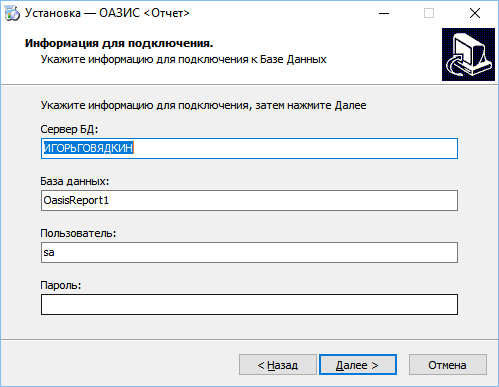 Установка — ОАЗИС <Отчет>
Информация для подключения.
Укажите информацию для подключения к Базе Данных
Укажите информацию для подключения, затем нажмите Далее
Сервер БД:
ИГОРЬГОВЯДКИН
База данных:
OasisReport1
Пользователь:
sa
Пароль:
< Назад Далее > Отмена